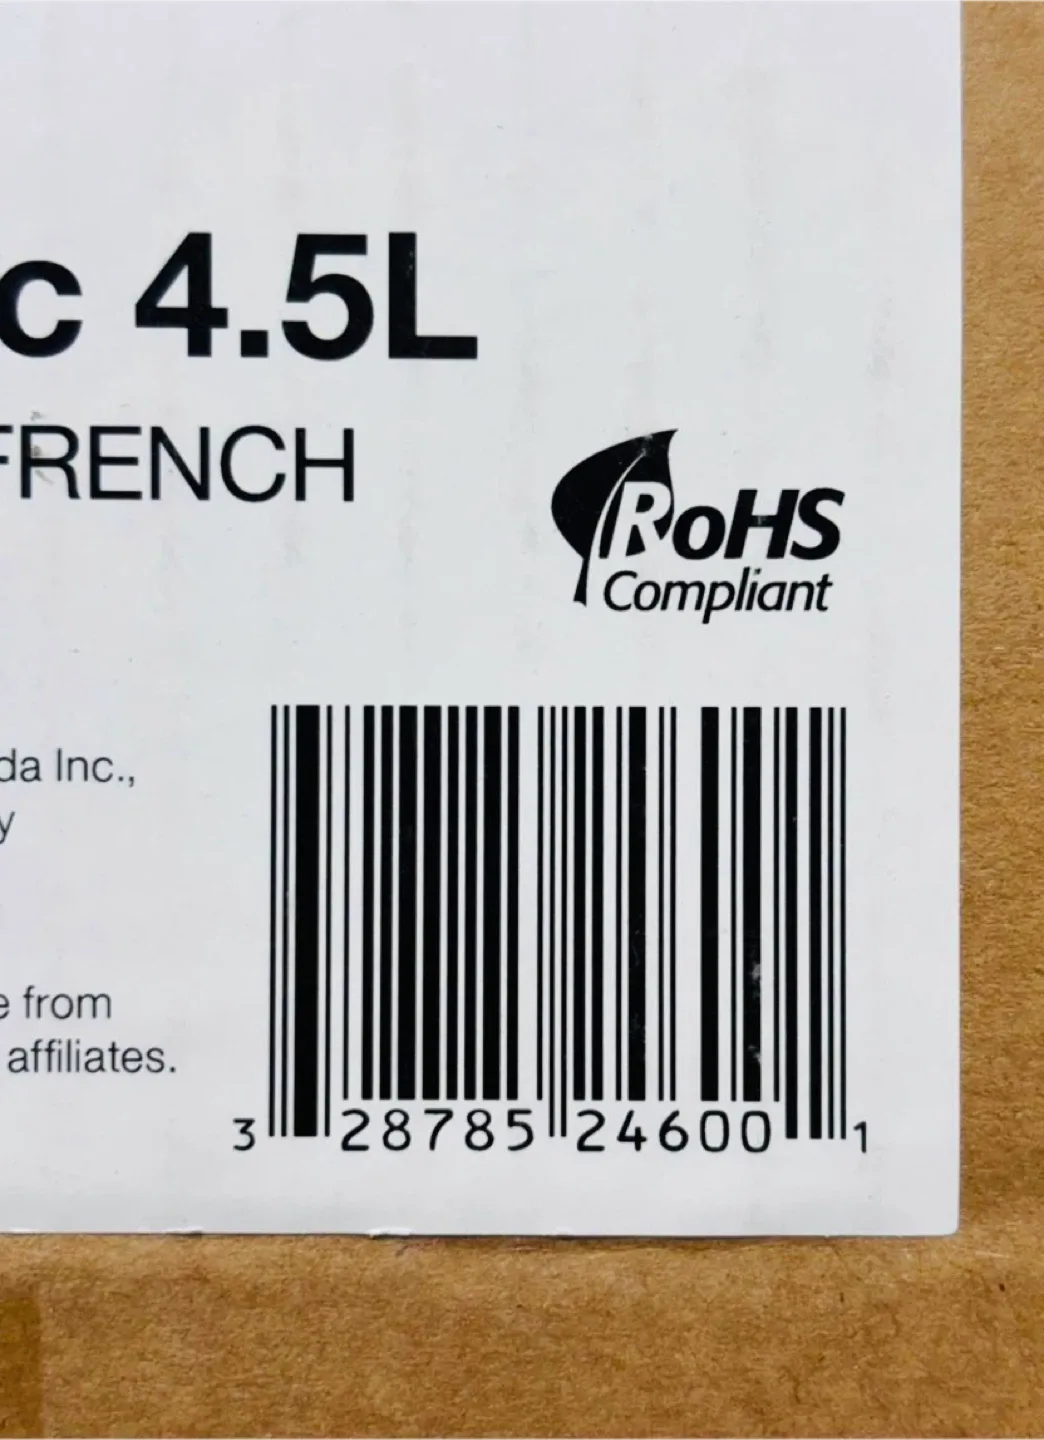 c 4.5L
FRENCH
RoHS
Compliant
da Inc.,
y
e from
affiliates.
3 28785 24600 1